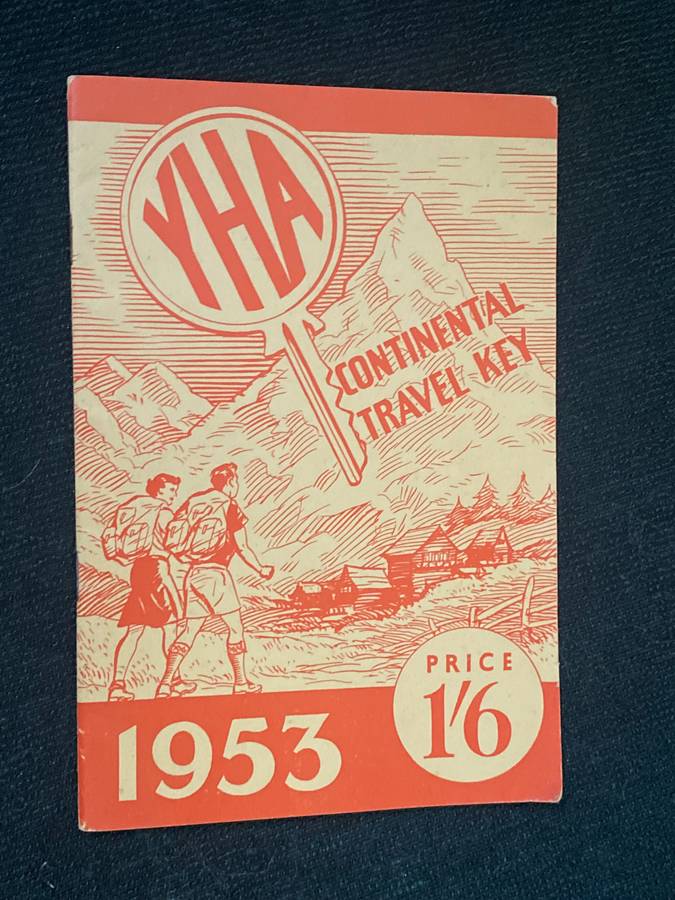 YHA
CONTINENTAL
TRAVEL KEY
PRICE
1'/6
1953